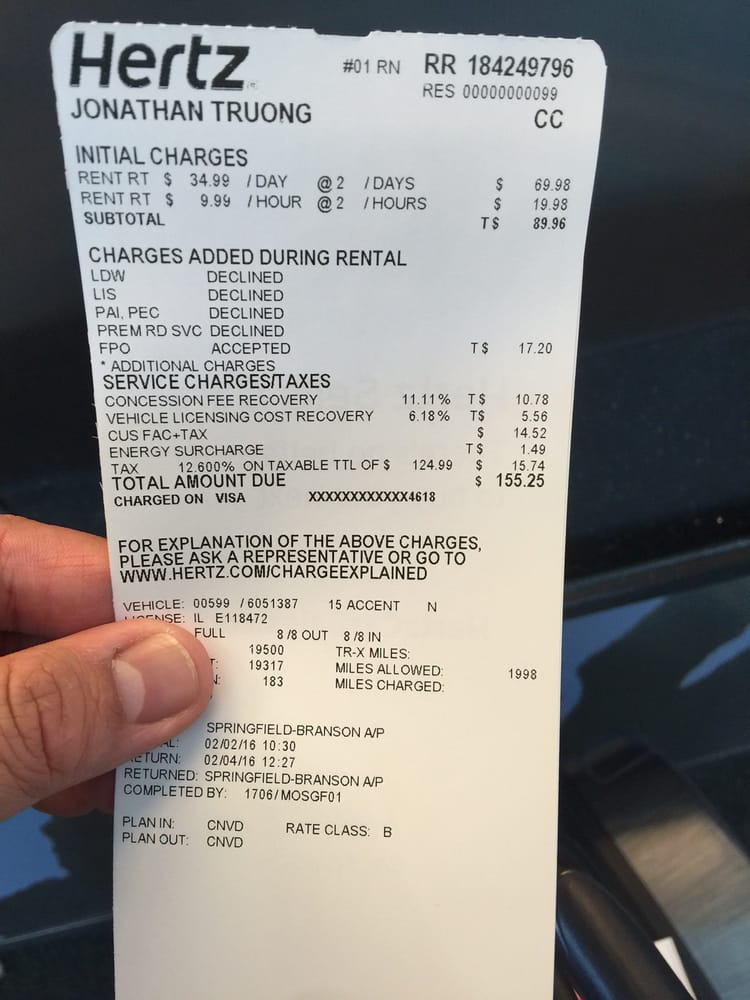 Hertz #01 RN RR 184249796
RES 00000000099
JONATHAN TRUONG CC
INITIAL CHARGES
RENT RT $ 34.99 /DAY @ 2 /DAYS $ 69.98
RENT RT $ 9.99 /HOUR @ 2 /HOURS $ 19.98
SUBTOTAL T$ 89.96
CHARGES ADDED DURING RENTAL
LDW DECLINED
LIS DECLINED
PAI, PEC DECLINED
PREM RD SVC DECLINED
FPO ACCEPTED T$ 17.20
* ADDITIONAL CHARGES
SERVICE CHARGES/TAXES
CONCESSION FEE RECOVERY 11.11% T$ 10.78
VEHICLE LICENSING COST RECOVERY 6.18% T$ 5.56
CUS FAC+TAX $ 14.52
ENERGY SURCHARGE T$ 1.49
TAX 12.600% ON TAXABLE TTL OF $ 124.99 $ 15.74
TOTAL AMOUNT DUE $ 155.25
CHARGED ON VISA XXXXXXXXXXXX4618
FOR EXPLANATION OF THE ABOVE CHARGES,
PLEASE ASK A REPRESENTATIVE OR GO TO
WWW.HERTZ.COM/CHARGEEXPLAINED
VEHICLE: 00599 /6051387 15 ACCENT N
LICENSE: IL E118472
FULL 8/8 OUT 8/8 IN
19500 TR-X MILES:
T: 19317 MILES ALLOWED: 1998
N: 183 MILES CHARGED:
SPRINGFIELD-BRANSON A/P
AL: 02/02/16 10:30
ETURN: 02/04/16 12:27
RETURNED: SPRINGFIELD-BRANSON A/P
COMPLETED BY: 1706/MOSGF01
PLAN IN: CNVD RATE CLASS: B
PLAN OUT: CNVD